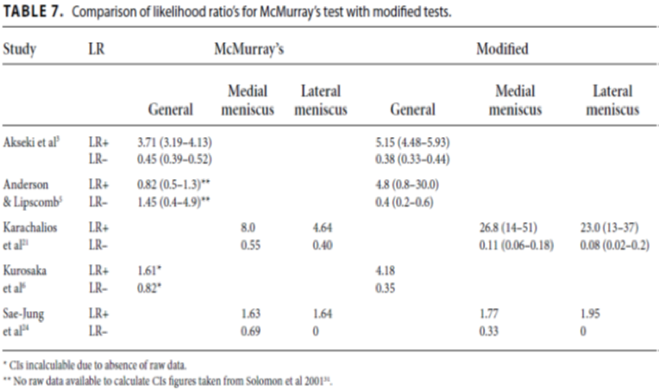 TABLE 7. Comparison of likelihood ratio's for McMurray's test with modified tests.
Study LR McMurray's Modified
Medial Lateral Medial Lateral
General meniscus meniscus General meniscus meniscus
Akseki et al³ LR+ 3.71 (3.19–4.13) 5.15 (4.48–5.93)
LR– 0.45 (0.39–0.52) 0.38 (0.33–0.44)
Anderson LR+ 0.82 (0.5–1.3)** 4.8 (0.8–30.0)
& Lipscomb⁵ LR– 1.45 (0.4–4.9)** 0.4 (0.2–0.6)
Karachalios LR+ 8.0 4.64 26.8 (14–51) 23.0 (13–37)
et al²¹ LR– 0.55 0.40 0.11 (0.06–0.18) 0.08 (0.02–0.2)
Kurosaka LR+ 1.61* 4.18
et al⁶ LR– 0.82* 0.35
Sae-Jung LR+ 1.63 1.64 1.77 1.95
et al²⁴ LR– 0.69 0 0.33 0
* CIs incalculable due to absence of raw data.
** No raw data available to calculate CIs figures taken from Solomon et al 2001³¹.